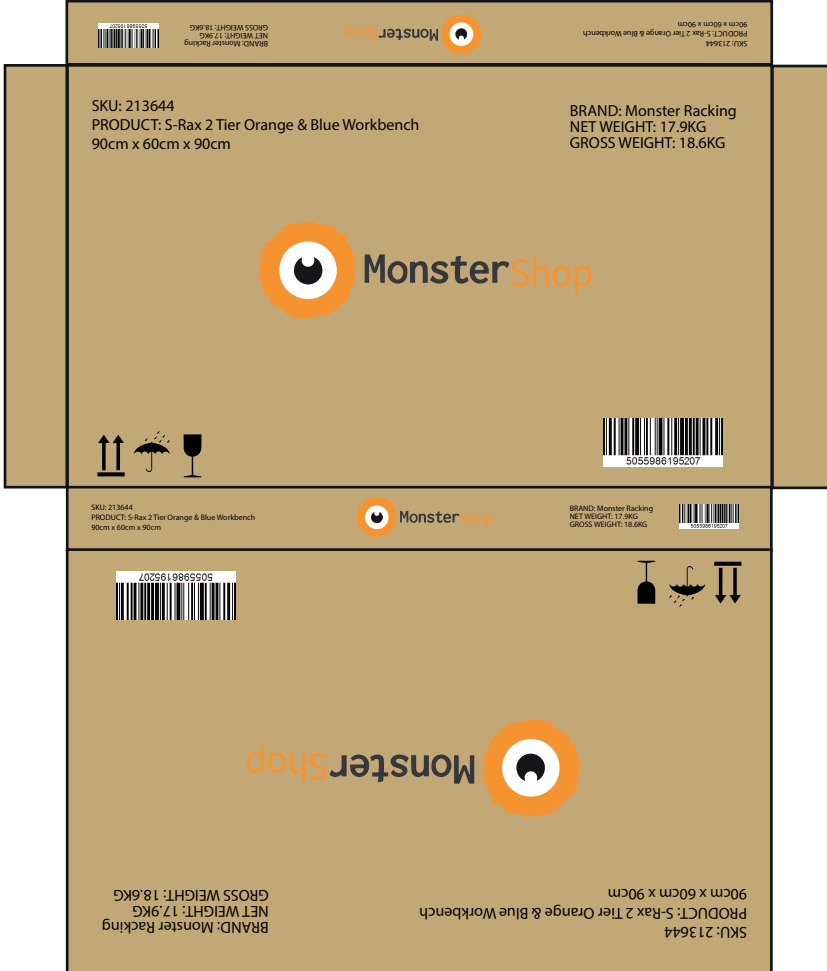 SKU: 213644
PRODUCT: S-Rax 2 Tier Orange & Blue Workbench
90cm x 60cm x 90cm
MonsterShop
BRAND: Monster Racking
NET WEIGHT: 17.9KG
GROSS WEIGHT: 18.6KG
5055986195207
SKU: 213644
PRODUCT: S-Rax 2 Tier Orange & Blue Workbench
90cm x 60cm x 90cm
BRAND: Monster Racking
NET WEIGHT: 17.9KG
GROSS WEIGHT: 18.6KG
MonsterShop
5055986195207
SKU: 213644
PRODUCT: S-Rax 2 Tier Orange & Blue Workbench
90cm x 60cm x 90cm
MonsterShop
BRAND: Monster Racking
NET WEIGHT: 17.9KG
GROSS WEIGHT: 18.6KG
5055986195207
SKU: 213644
PRODUCT: S-Rax 2 Tier Orange & Blue Workbench
90cm x 60cm x 90cm
BRAND: Monster Racking
NET WEIGHT: 17.9KG
GROSS WEIGHT: 18.6KG
MonsterShop
5055986195207